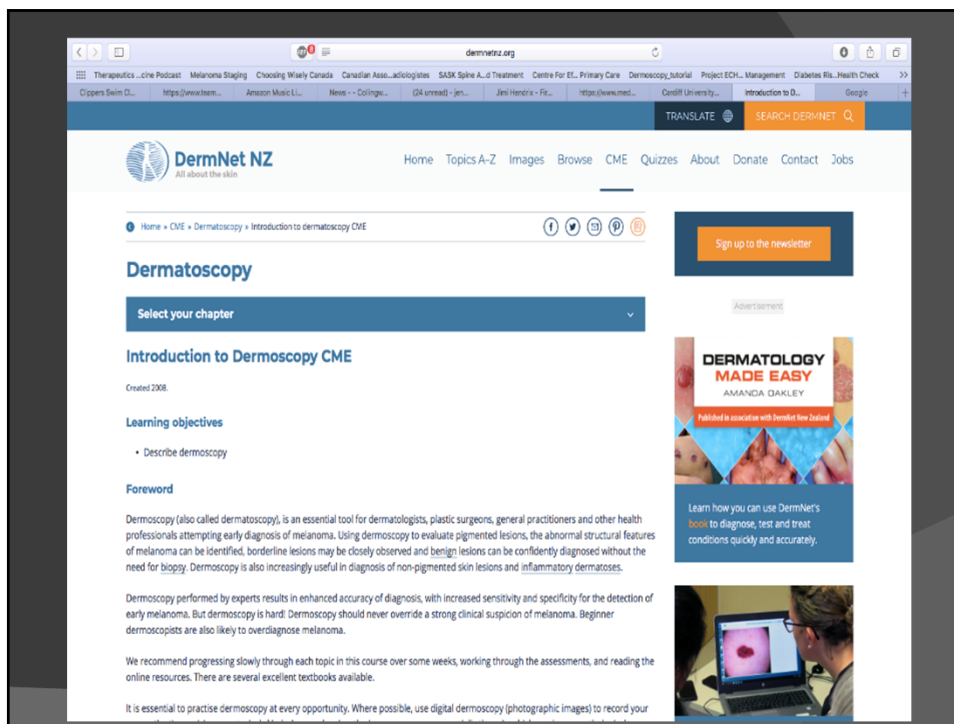 dermnetnz.org
Therapeutics ...cine Podcast Melanoma Staging Choosing Wisely Canada Canadian Asso...adiologistes SASK Spine A...d Treatment Centre For Ef... Primary Care Dermoscopy_tutorial Project ECH... Management Diabetes Ris...Health Check >>
Clippers Swim Cl... https://www.team... Amazon Music Li... News - - Collingw... (24 unread) - jen... Jimi Hendrix - Fir... https://www.med... Cardiff University... Introduction to D... Google +
TRANSLATE SEARCH DERMNET
DermNet NZ
All about the skin
Home Topics A-Z Images Browse CME Quizzes About Donate Contact Jobs
Home » CME » Dermatoscopy » Introduction to dermatoscopy CME
Sign up to the newsletter
Dermatoscopy
Advertisement
Select your chapter
Introduction to Dermoscopy CME
Created 2008.
Learning objectives
• Describe dermoscopy
Foreword
Dermoscopy (also called dermatoscopy), is an essential tool for dermatologists, plastic surgeons, general practitioners and other health
professionals attempting early diagnosis of melanoma. Using dermoscopy to evaluate pigmented lesions, the abnormal structural features
of melanoma can be identified, borderline lesions may be closely observed and benign lesions can be confidently diagnosed without the
need for biopsy. Dermoscopy is also increasingly useful in diagnosis of non-pigmented skin lesions and inflammatory dermatoses.
Dermoscopy performed by experts results in enhanced accuracy of diagnosis, with increased sensitivity and specificity for the detection of
early melanoma. But dermoscopy is hard! Dermoscopy should never override a strong clinical suspicion of melanoma. Beginner
dermoscopists are also likely to overdiagnose melanoma.
We recommend progressing slowly through each topic in this course over some weeks, working through the assessments, and reading the
online resources. There are several excellent textbooks available.
It is essential to practise dermoscopy at every opportunity. Where possible, use digital dermoscopy (photographic images) to record your
DERMATOLOGY
MADE EASY
AMANDA OAKLEY
Published in association with DermNet New Zealand
Learn how you can use DermNet's
book to diagnose, test and treat
conditions quickly and accurately.